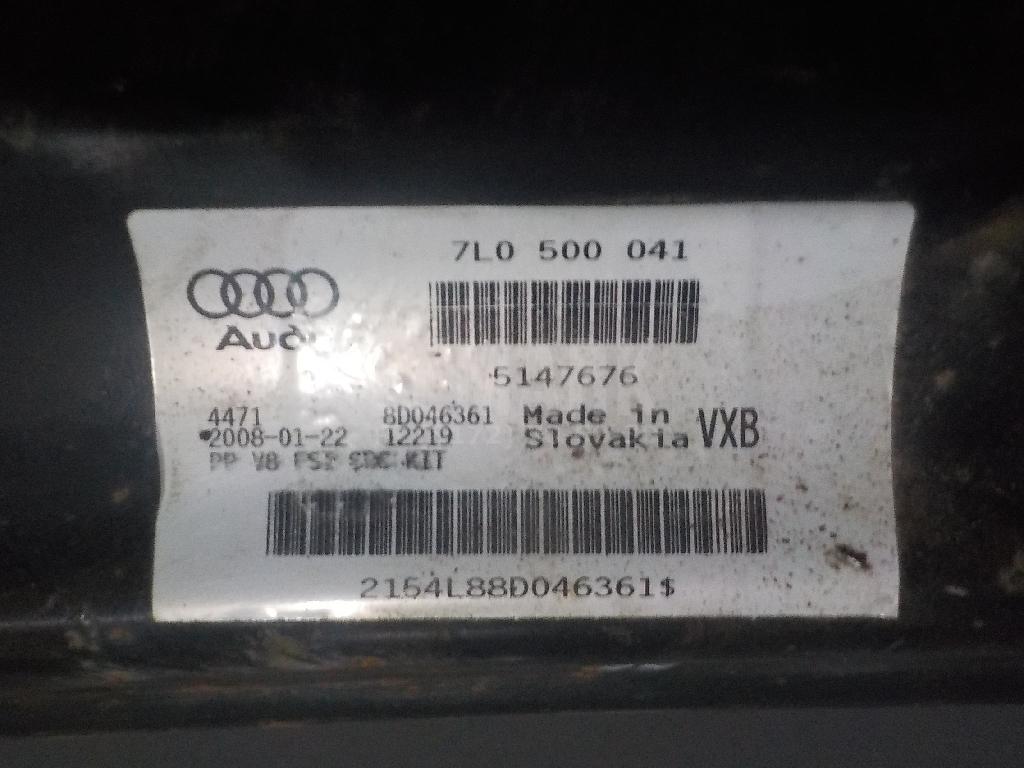 7L0 500 041
Audi
5147676
4471 8D046361 Made in VXB
2008-01-22 12219 Slovakia
PP V8 FSI KIT
2154L88D046361$